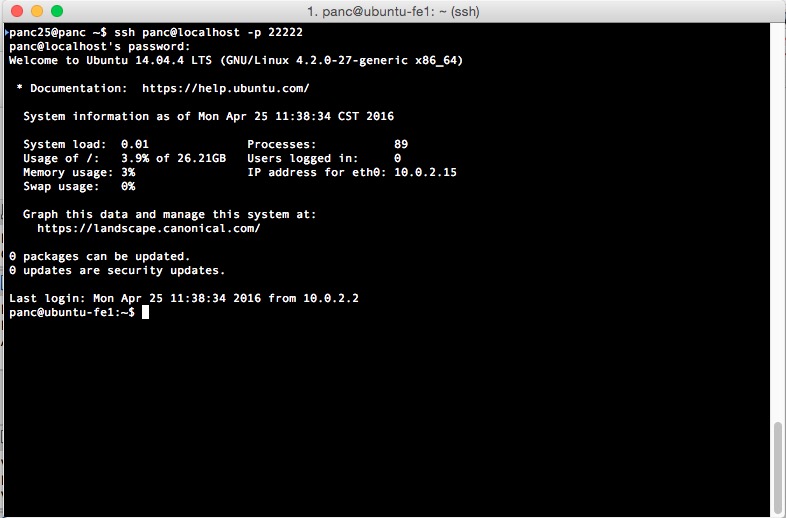 1. panc@ubuntu-fe1: ~ (ssh)
panc25@panc ~$ ssh panc@localhost -p 22222
panc@localhost's password:
Welcome to Ubuntu 14.04.4 LTS (GNU/Linux 4.2.0-27-generic x86_64)
* Documentation:  https://help.ubuntu.com/
System information as of Mon Apr 25 11:38:34 CST 2016
System load:  0.01              Processes:           89
Usage of /:   3.9% of 26.21GB   Users logged in:     0
Memory usage: 3%                IP address for eth0: 10.0.2.15
Swap usage:   0%
Graph this data and manage this system at:
https://landscape.canonical.com/
0 packages can be updated.
0 updates are security updates.
Last login: Mon Apr 25 11:38:34 2016 from 10.0.2.2
panc@ubuntu-fe1:~$